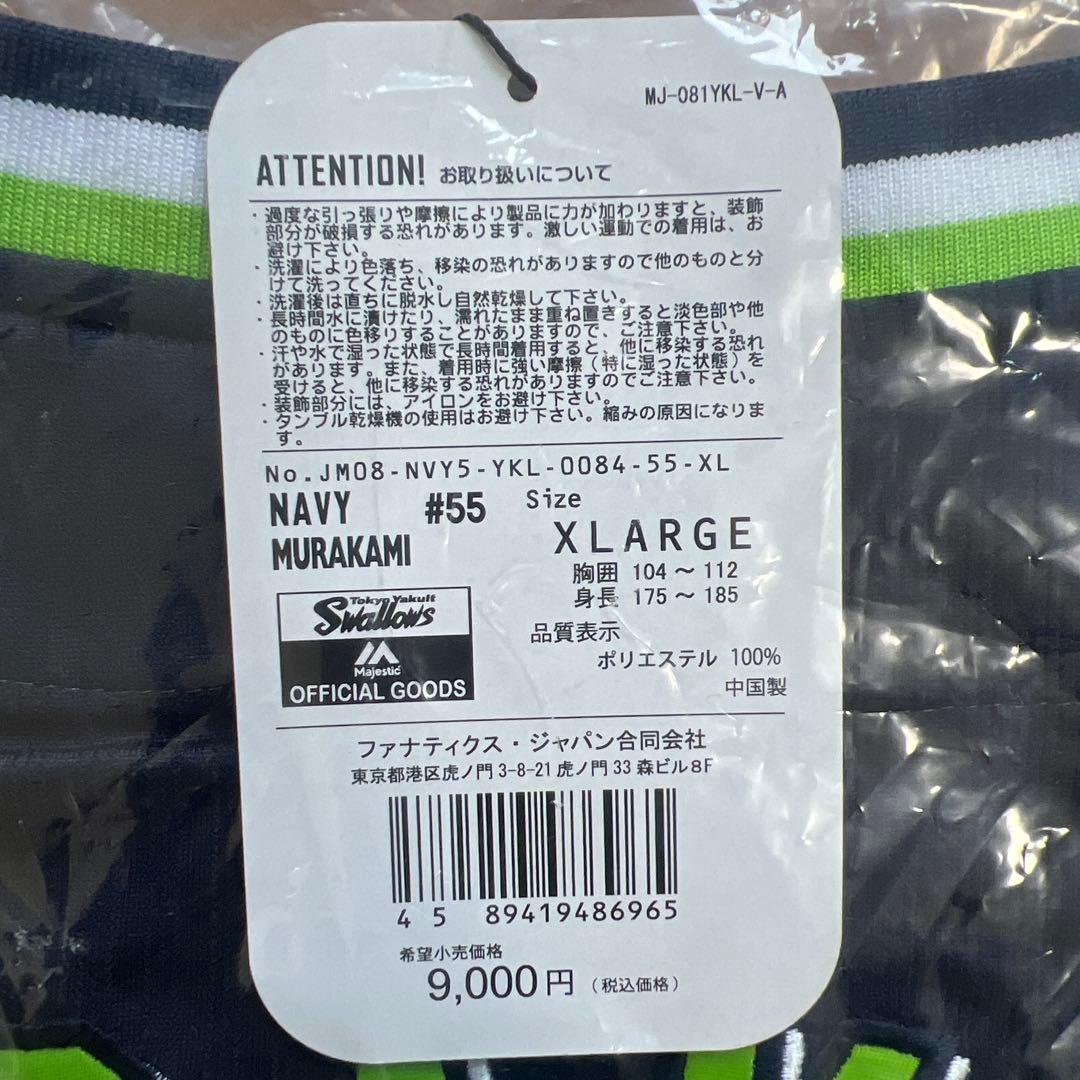 MJ-081YKL-V-A
ATTENTION! お取り扱いについて
・過度な引っ張りや摩擦により製品に力が加わりますと、装飾
部分が破損する恐れがあります。激しい運動での着用は、お
避け下さい。
・洗濯により色落ち、移染の恐れがありますので他のものと分
けて洗ってください。
・洗濯後は直ちに脱水し自然乾燥して下さい。
・長時間水に漬けたり、濡れたまま重ね置きすると淡色部や他
のものに色移りすることがありますので、ご注意下さい。
・汗や水で湿った状態で長時間着用すると、他に移染する恐れ
があります。また、着用時に強い摩擦（特に湿った状態）を
受けると、他に移染する恐れがありますのでご注意下さい。
・装飾部分には、アイロンをお避け下さい。
・タンブル乾燥機の使用はお避け下さい。縮みの原因になりま
す。
No.JM08-NVY5-YKL-0084-55-XL
NAVY #55 Size
MURAKAMI XLARGE
胸囲 104～112
身長 175～185
Tokyo Yakult
Swallows
Majestic
OFFICIAL GOODS
品質表示
ポリエステル 100%
中国製
ファナティクス・ジャパン合同会社
東京都港区虎ノ門3-8-21虎ノ門33森ビル8F
45 89419486965
希望小売価格
9,000円（税込価格）